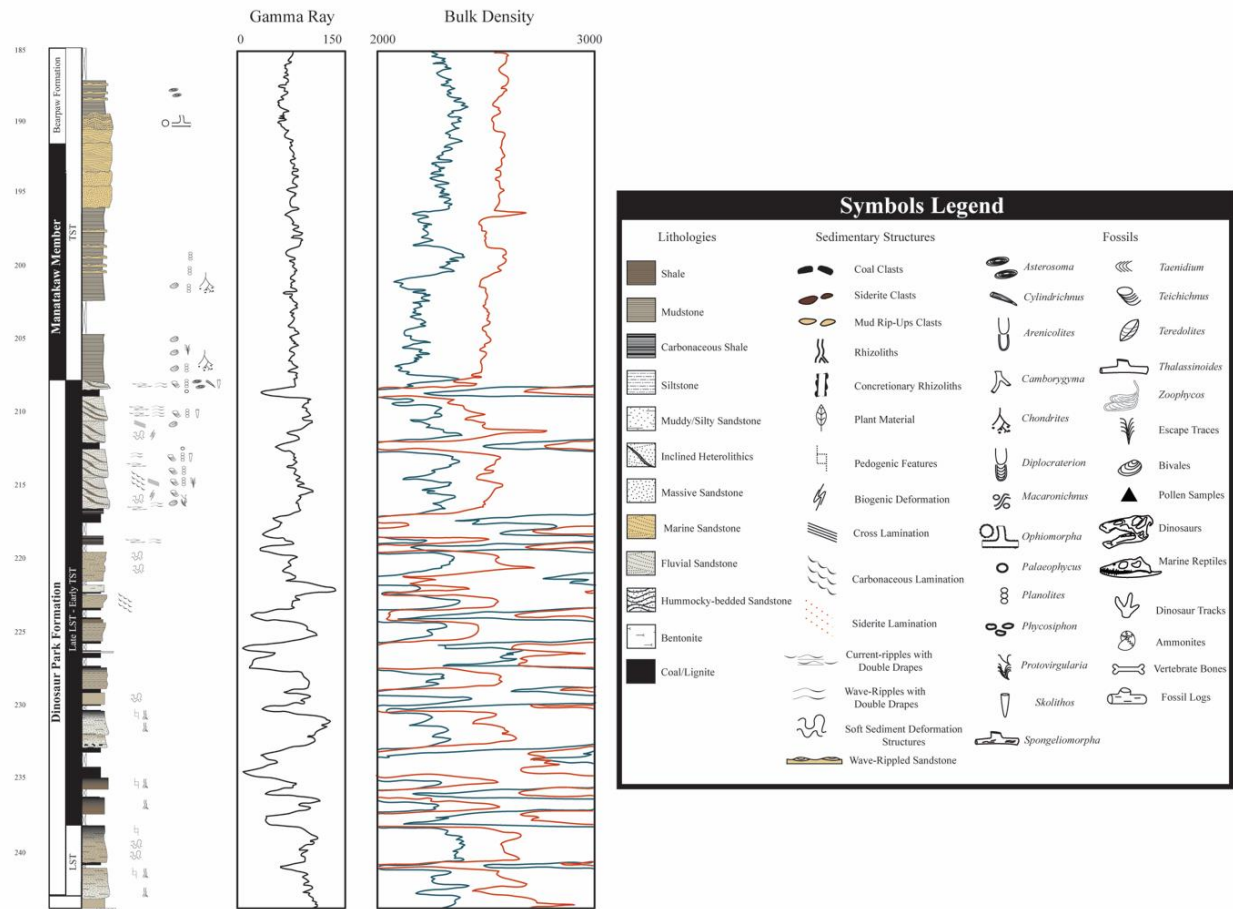 Gamma Ray
Bulk Density
0
150
2000
3000
185
190
195
200
205
210
215
220
225
230
235
240
Bearpaw Formation
Manatakaw Member
Dinosaur Park Formation
TST
Late LST - Early TST
LST
Symbols Legend
Lithologies
Shale
Mudstone
Carbonaceous Shale
Siltstone
Muddy/Silty Sandstone
Inclined Heterolithics
Massive Sandstone
Marine Sandstone
Fluvial Sandstone
Hummocky-bedded Sandstone
Bentonite
Coal/Lignite
Sedimentary Structures
Coal Clasts
Siderite Clasts
Mud Rip-Ups Clasts
Rhizoliths
Concretionary Rhizoliths
Plant Material
Pedogenic Features
Biogenic Deformation
Cross Lamination
Carbonaceous Lamination
Siderite Lamination
Current-ripples with
Double Drapes
Wave-Ripples with
Double Drapes
Soft Sediment Deformation
Structures
Wave-Rippled Sandstone
Fossils
Asterosoma
Cylindrichnus
Arenicolites
Camborygma
Chondrites
Diplocraterion
Macaronichnus
Ophiomorpha
Palaeophycus
Planolites
Phycosiphon
Protovirgularia
Skolithos
Spongeliomorpha
Taenidium
Teichichnus
Teredolites
Thalassinoides
Zoophycos
Escape Traces
Bivales
Pollen Samples
Dinosaurs
Marine Reptiles
Dinosaur Tracks
Ammonites
Vertebrate Bones
Fossil Logs